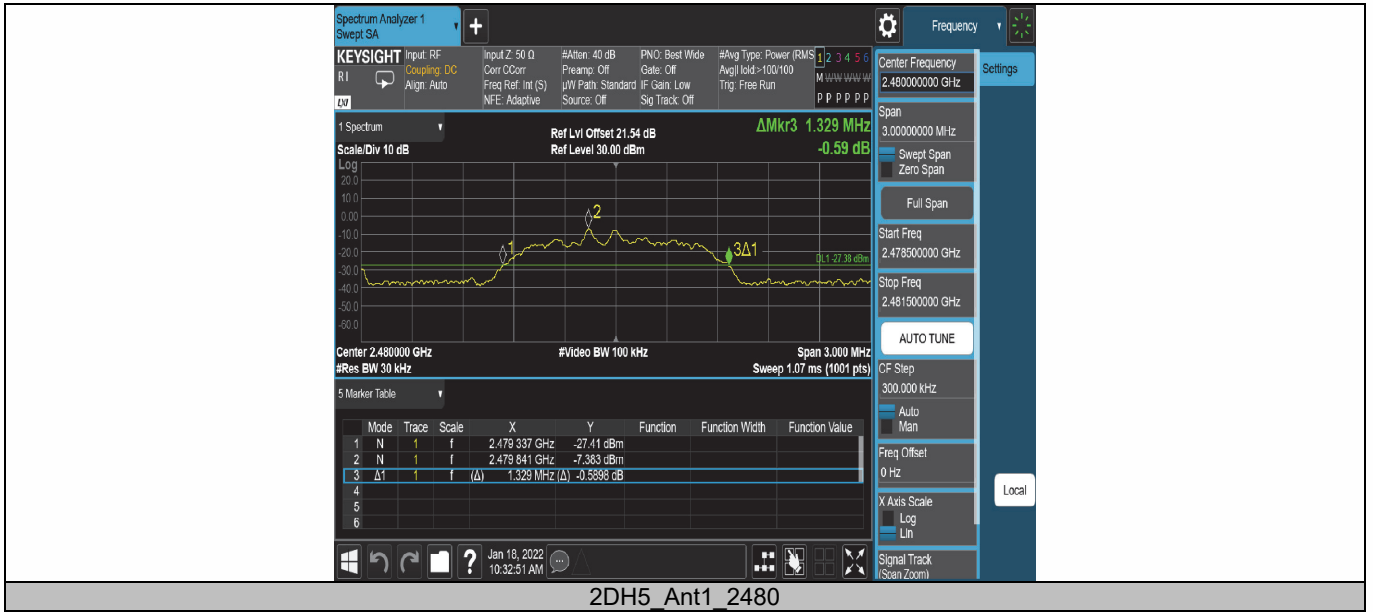 Spectrum Analyzer 1
Swept SA
+
Frequency
KEYSIGHT
RI
LXI
Input: RF
Coupling: DC
Align: Auto
Input Z: 50 Ω
Corr CCorr
Freq Ref: Int (S)
NFE: Adaptive
#Atten: 40 dB
Preamp: Off
µW Path: Standard
Source: Off
PNO: Best Wide
Gate: Off
IF Gain: Low
Sig Track: Off
#Avg Type: Power (RMS
Avg|Hold:>100/100
Trig: Free Run
1 2 3 4 5 6
M W W W W W
P P P P P P
1 Spectrum
Scale/Div 10 dB
Ref Lvl Offset 21.54 dB
Ref Level 30.00 dBm
ΔMkr3 1.329 MHz
-0.59 dB
Log
20.0
10.0
0.00
-10.0
-20.0
-30.0
-40.0
-50.0
-60.0
1
2
3Δ1
DL1 -27.38 dBm
Center 2.480000 GHz
#Video BW 100 kHz
Span 3.000 MHz
#Res BW 30 kHz
Sweep 1.07 ms (1001 pts)
5 Marker Table
Mode Trace Scale X Y Function Function Width Function Value
1 N 1 f 2.479 337 GHz -27.41 dBm
2 N 1 f 2.479 841 GHz -7.383 dBm
3 Δ1 1 f (Δ) 1.329 MHz (Δ) -0.5898 dB
4
5
6
?
Jan 18, 2022
10:32:51 AM
Center Frequency
2.480000000 GHz
Settings
Span
3.00000000 MHz
Swept Span
Zero Span
Full Span
Start Freq
2.478500000 GHz
Stop Freq
2.481500000 GHz
AUTO TUNE
CF Step
300.000 kHz
Auto
Man
Freq Offset
0 Hz
X Axis Scale
Log
Lin
Local
Signal Track
(Span Zoom)
2DH5_Ant1_2480